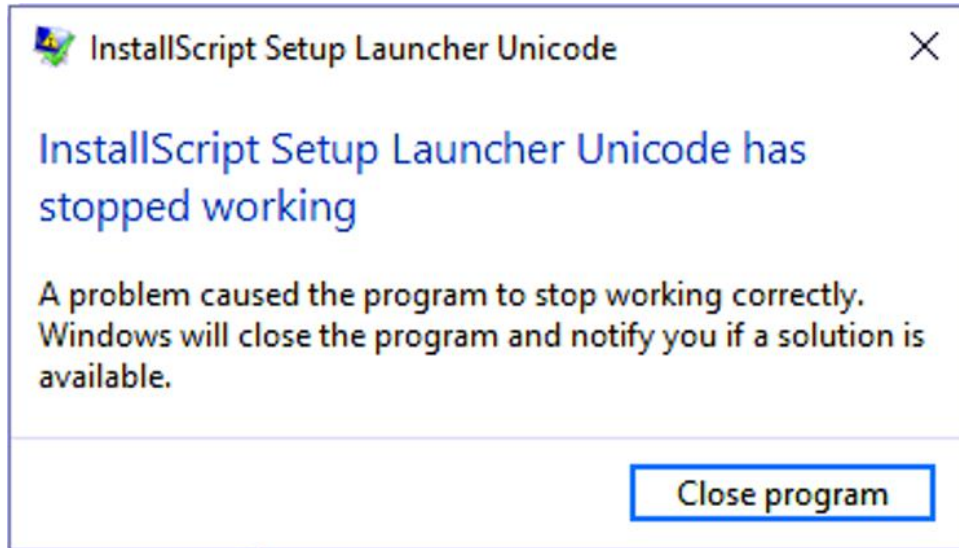 InstallScript Setup Launcher Unicode
InstallScript Setup Launcher Unicode has
stopped working
A problem caused the program to stop working correctly.
Windows will close the program and notify you if a solution is
available.
Close program